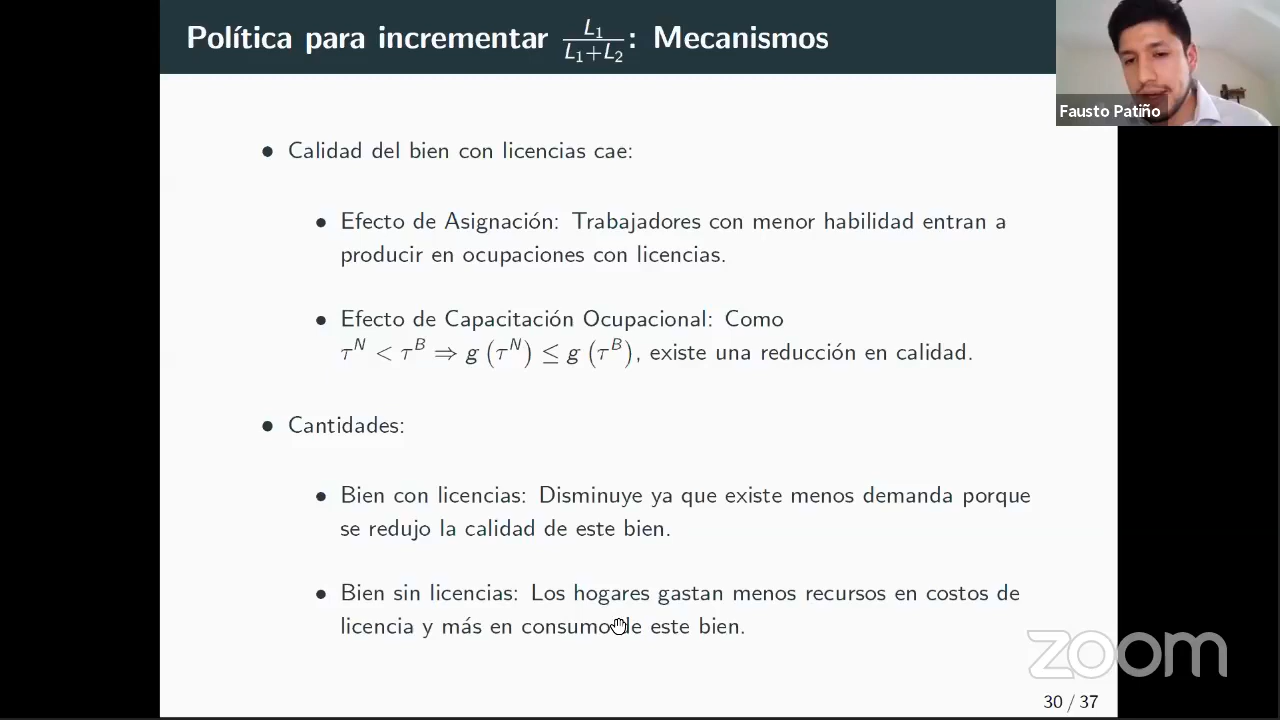 Política para incrementar L₁/(L₁+L₂): Mecanismos
Fausto Patiño
• Calidad del bien con licencias cae:
• Efecto de Asignación: Trabajadores con menor habilidad entran a
producir en ocupaciones con licencias.
• Efecto de Capacitación Ocupacional: Como
τᴺ < τᴮ ⇒ g (τᴺ) ≤ g (τᴮ), existe una reducción en calidad.
• Cantidades:
• Bien con licencias: Disminuye ya que existe menos demanda porque
se redujo la calidad de este bien.
• Bien sin licencias: Los hogares gastan menos recursos en costos de
licencia y más en consumo de este bien.
zoom
30 / 37